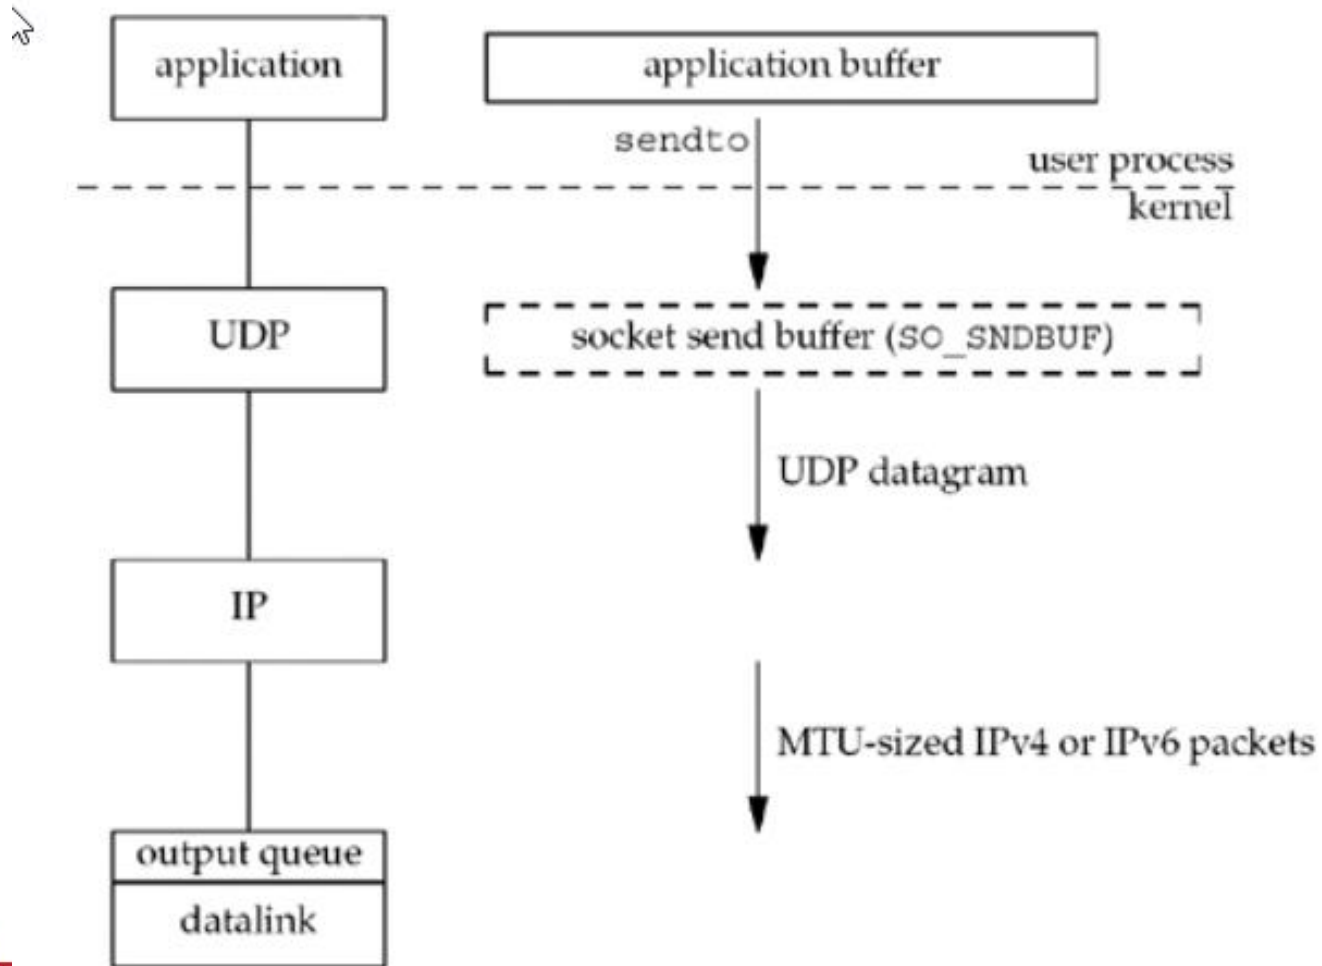 application
application buffer
sendto
user process
kernel
UDP
socket send buffer (SO_SNDBUF)
UDP datagram
IP
MTU-sized IPv4 or IPv6 packets
output queue
datalink